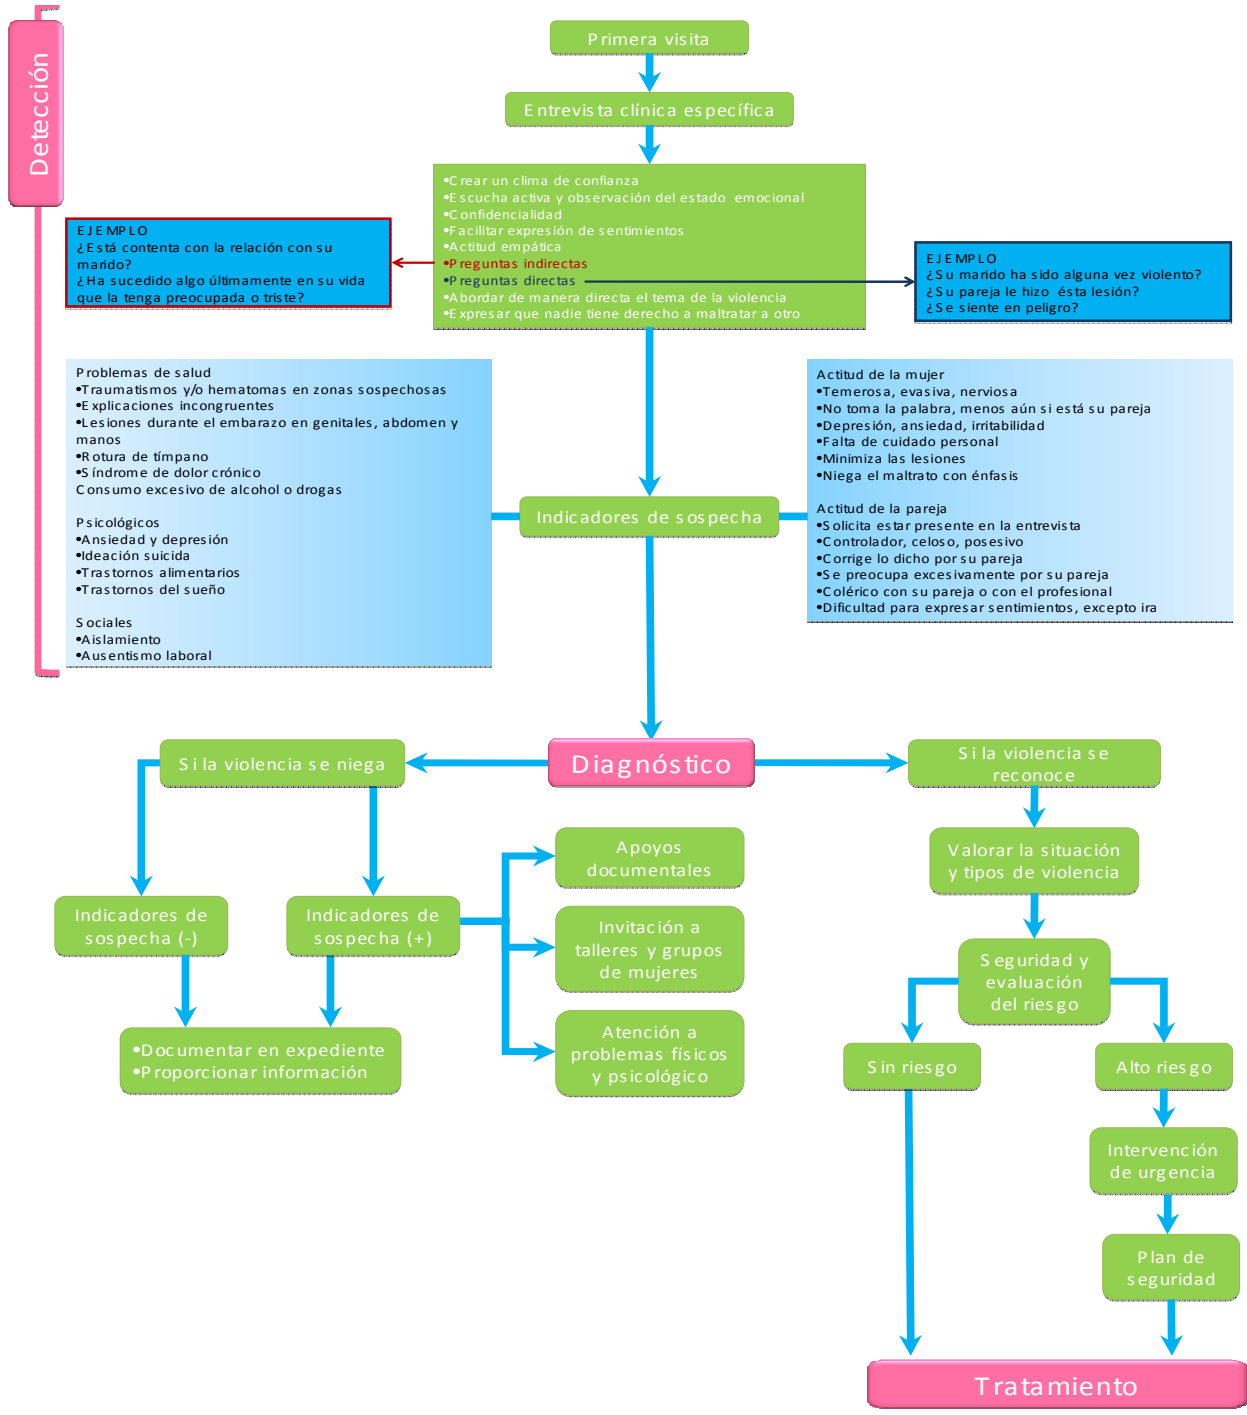 Detección
Primera visita
Entrevista clínica específica
•Crear un clima de confianza
•Escucha activa y observación del estado emocional
•Confidencialidad
•Facilitar expresión de sentimientos
•Actitud empática
•Preguntas indirectas
•Preguntas directas
•Abordar de manera directa el tema de la violencia
•Expresar que nadie tiene derecho a maltratar a otro
EJEMPLO
¿Está contenta con la relación con su
marido?
¿Ha sucedido algo últimamente en su vida
que la tenga preocupada o triste?
EJEMPLO
¿Su marido ha sido alguna vez violento?
¿Su pareja le hizo ésta lesión?
¿Se siente en peligro?
Problemas de salud
•Traumatismos y/o hematomas en zonas sospechosas
•Explicaciones incongruentes
•Lesiones durante el embarazo en genitales, abdomen y
manos
•Rotura de tímpano
•Síndrome de dolor crónico
Consumo excesivo de alcohol o drogas
Psicológicos
•Ansiedad y depresión
•Ideación suicida
•Trastornos alimentarios
•Trastornos del sueño
Sociales
•Aislamiento
•Ausentismo laboral
Indicadores de sospecha
Actitud de la mujer
•Temerosa, evasiva, nerviosa
•No toma la palabra, menos aún si está su pareja
•Depresión, ansiedad, irritabilidad
•Falta de cuidado personal
•Minimiza las lesiones
•Niega el maltrato con énfasis
Actitud de la pareja
•Solicita estar presente en la entrevista
•Controlador, celoso, posesivo
•Corrige lo dicho por su pareja
•Se preocupa excesivamente por su pareja
•Colérico con su pareja o con el profesional
•Dificultad para expresar sentimientos, excepto ira
Diagnóstico
Si la violencia se niega
Indicadores de
sospecha (-)
Indicadores de
sospecha (+)
•Documentar en expediente
•Proporcionar información
Apoyos
documentales
Invitación a
talleres y grupos
de mujeres
Atención a
problemas físicos
y psicológico
Si la violencia se
reconoce
Valorar la situación
y tipos de violencia
Seguridad y
evaluación
del riesgo
Sin riesgo
Alto riesgo
Intervención
de urgencia
Plan de
seguridad
Tratamiento